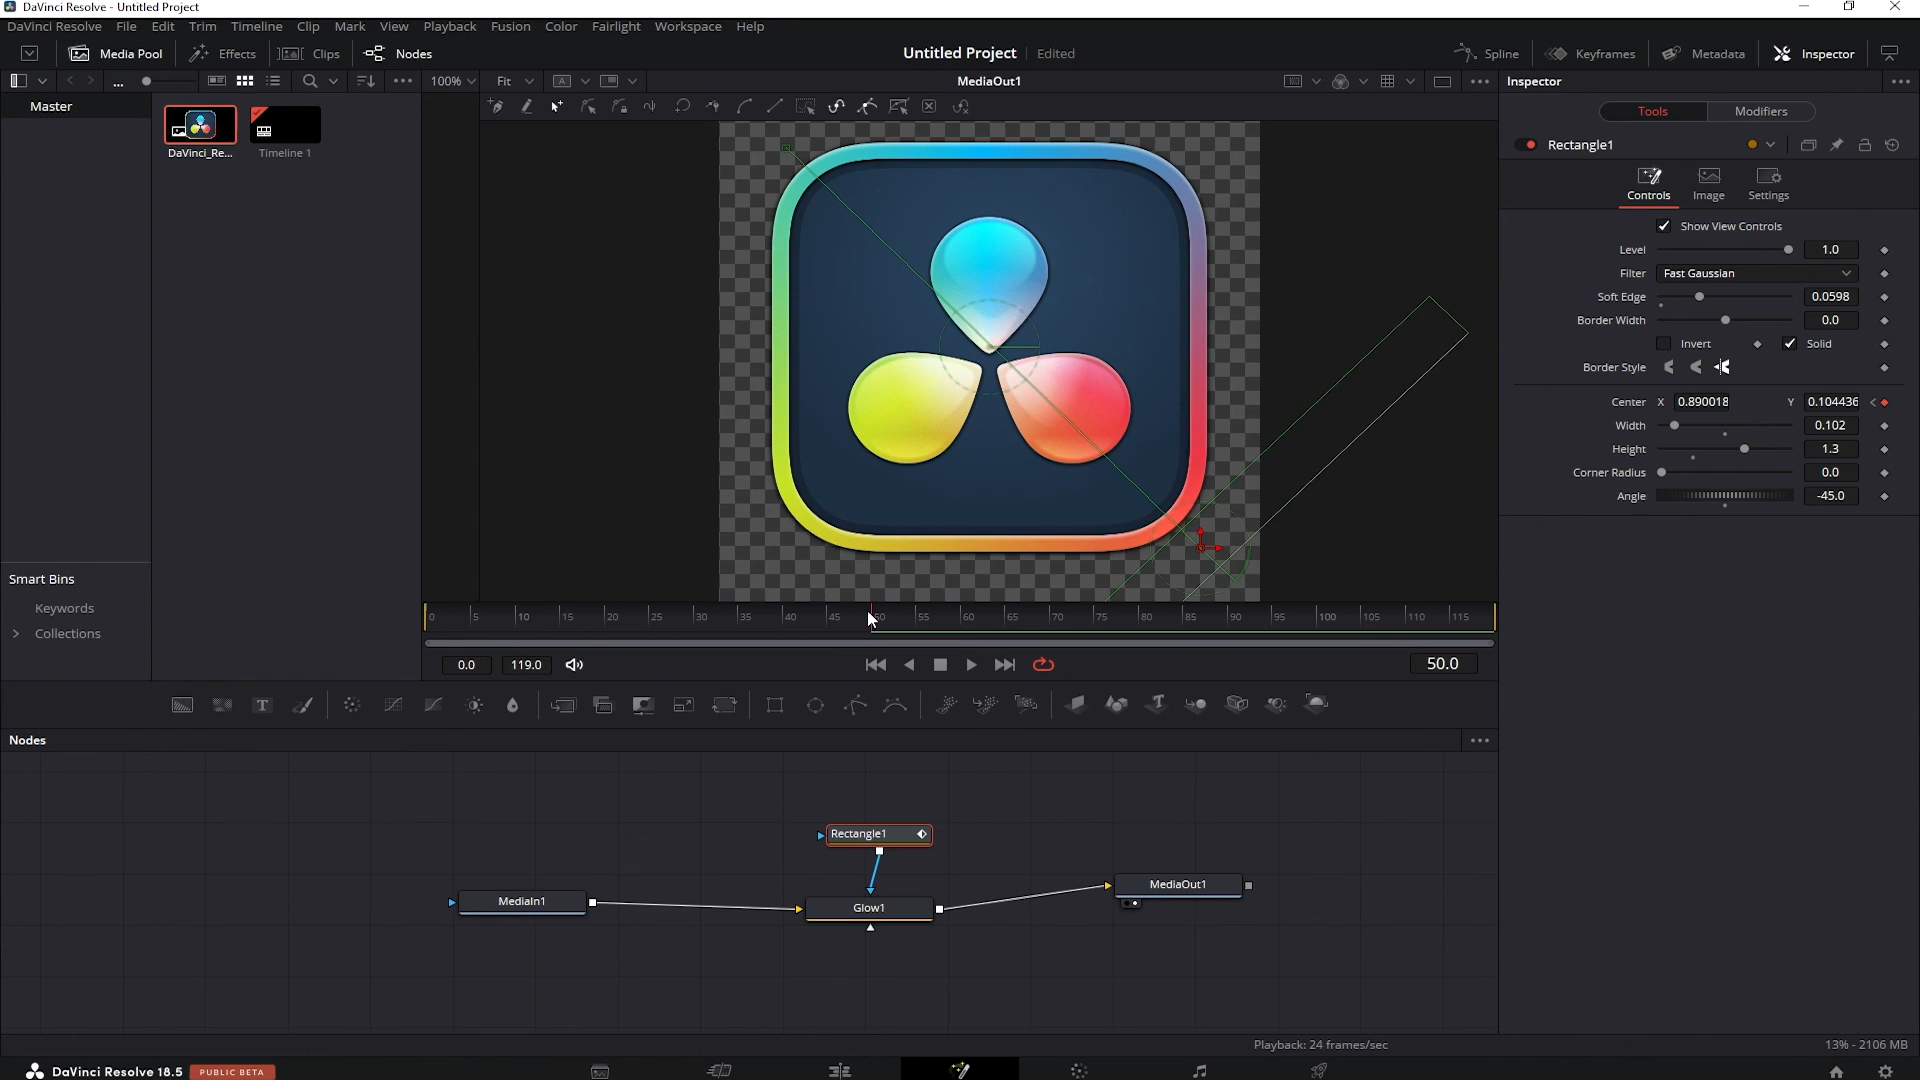 DaVinci Resolve - Untitled Project
DaVinci Resolve File Edit Trim Timeline Clip Mark View Playback Fusion Color Fairlight Workspace Help
Media Pool Effects Clips Nodes Untitled Project Edited Spline Keyframes Metadata Inspector
... 100% Fit A MediaOut1 Inspector
Master
Tools Modifiers
DaVinci_Re... Timeline 1
Rectangle1
Controls Image Settings
Show View Controls
Level 1.0
Filter Fast Gaussian
Soft Edge 0.0598
Border Width 0.0
Invert Solid
Border Style
Center X 0.890018 Y 0.104436
Width 0.102
Height 1.3
Corner Radius 0.0
Angle -45.0
Smart Bins
Keywords
Collections
0 5 10 15 20 25 30 35 40 45 50 55 60 65 70 75 80 85 90 95 100 105 110 115
0.0 119.0 50.0
Nodes
Rectangle1
MediaIn1 Glow1 MediaOut1
Playback: 24 frames/sec 13% - 2106 MB
DaVinci Resolve 18.5 PUBLIC BETA